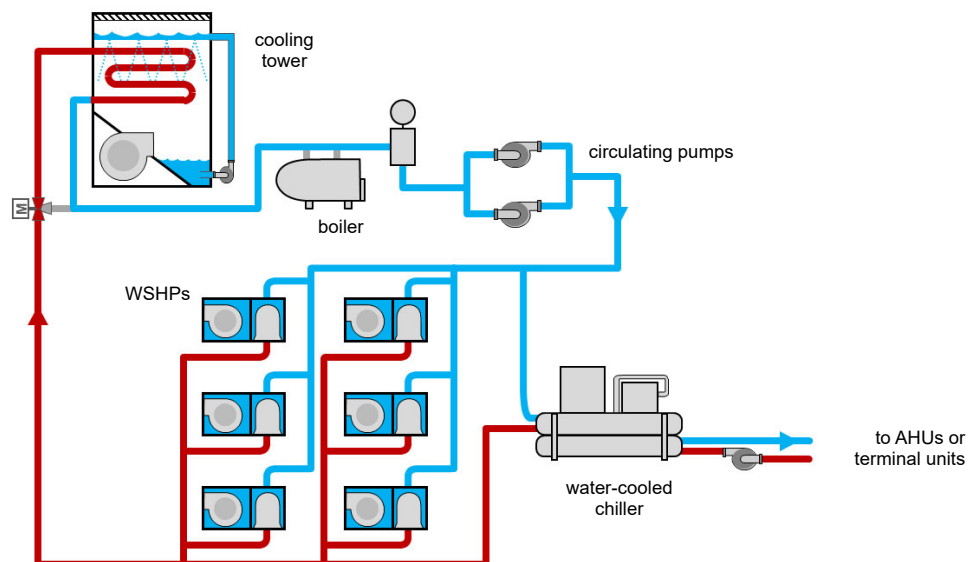 cooling
tower
circulating pumps
boiler
M
WSHPs
to AHUs or
terminal units
water-cooled
chiller